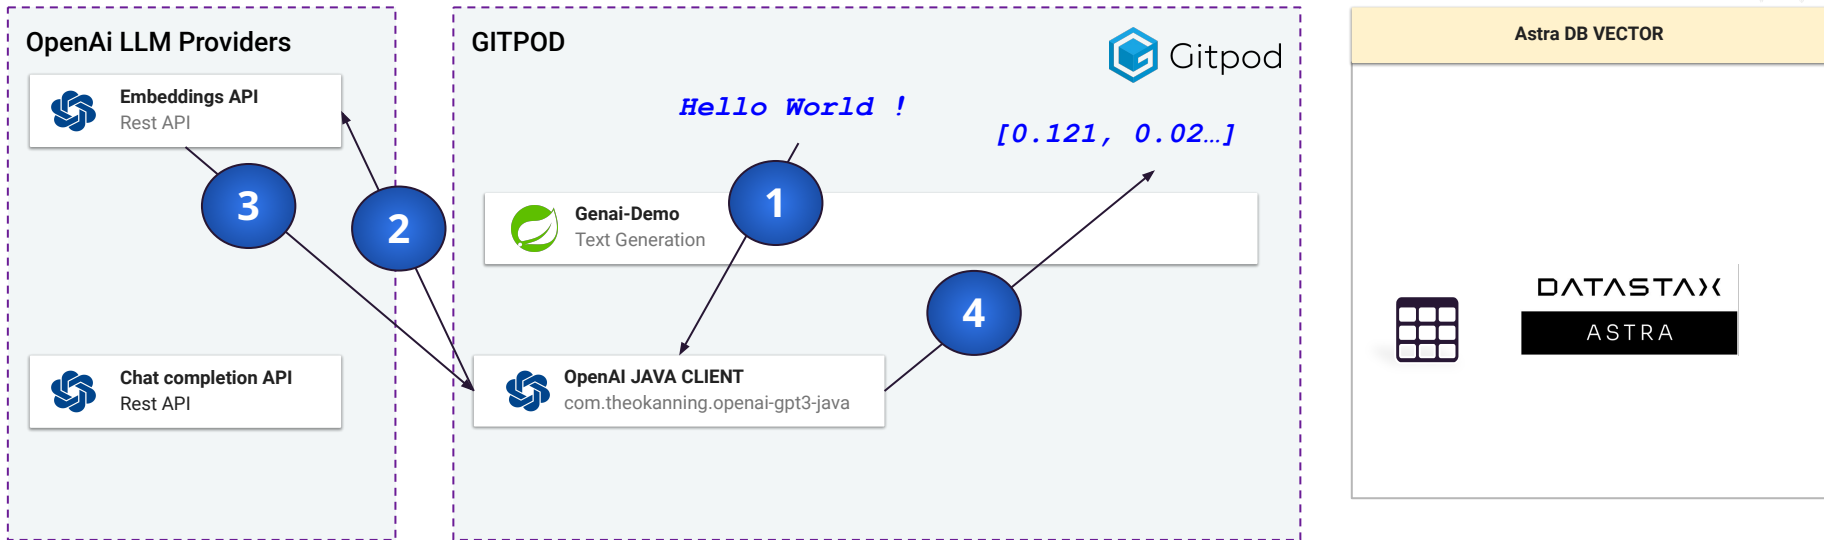 OpenAi LLM Providers
Embeddings API
Rest API
3
2
Chat completion API
Rest API
GITPOD
Gitpod
Hello World !
[0.121, 0.02…]
1
Genai-Demo
Text Generation
4
OpenAI JAVA CLIENT
com.theokanning.openai-gpt3-java
Astra DB VECTOR
DATASTAX
ASTRA